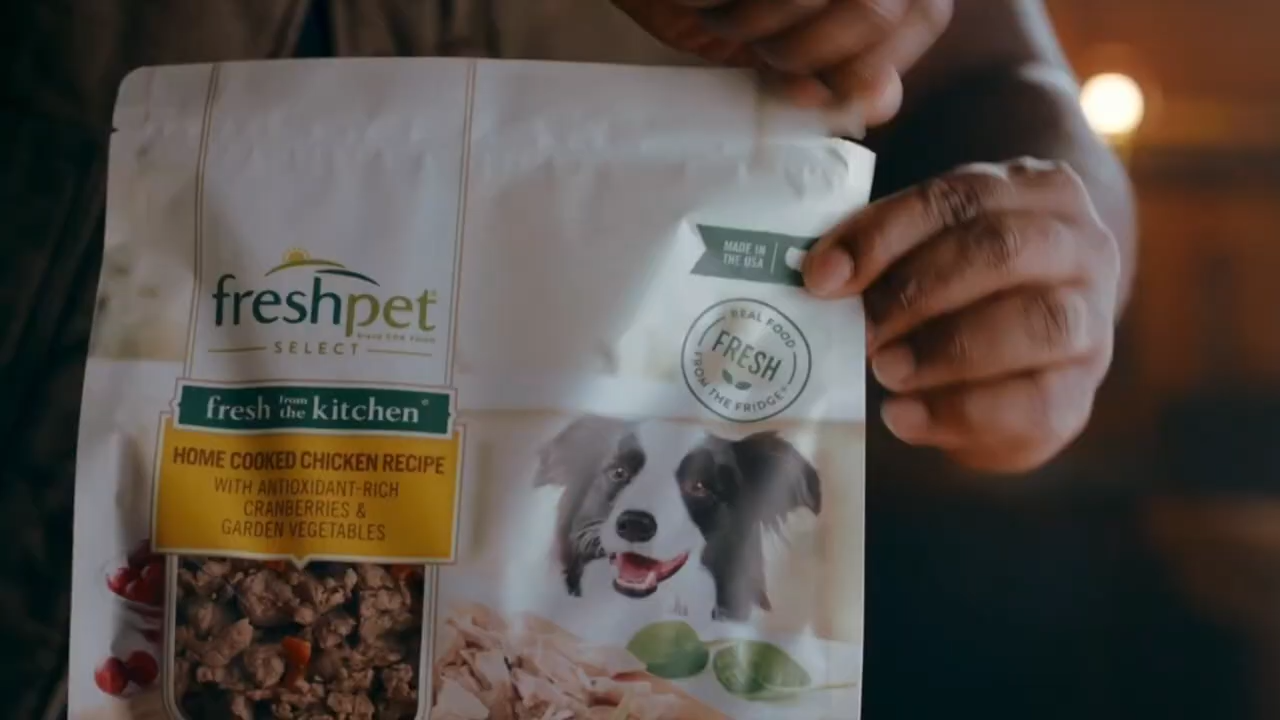 MADE IN
THE USA
freshpet
SELECT
REAL FOOD
FRESH
FROM THE FRIDGE
fresh from the kitchen
HOME COOKED CHICKEN RECIPE
WITH ANTIOXIDANT-RICH
CRANBERRIES &
GARDEN VEGETABLES